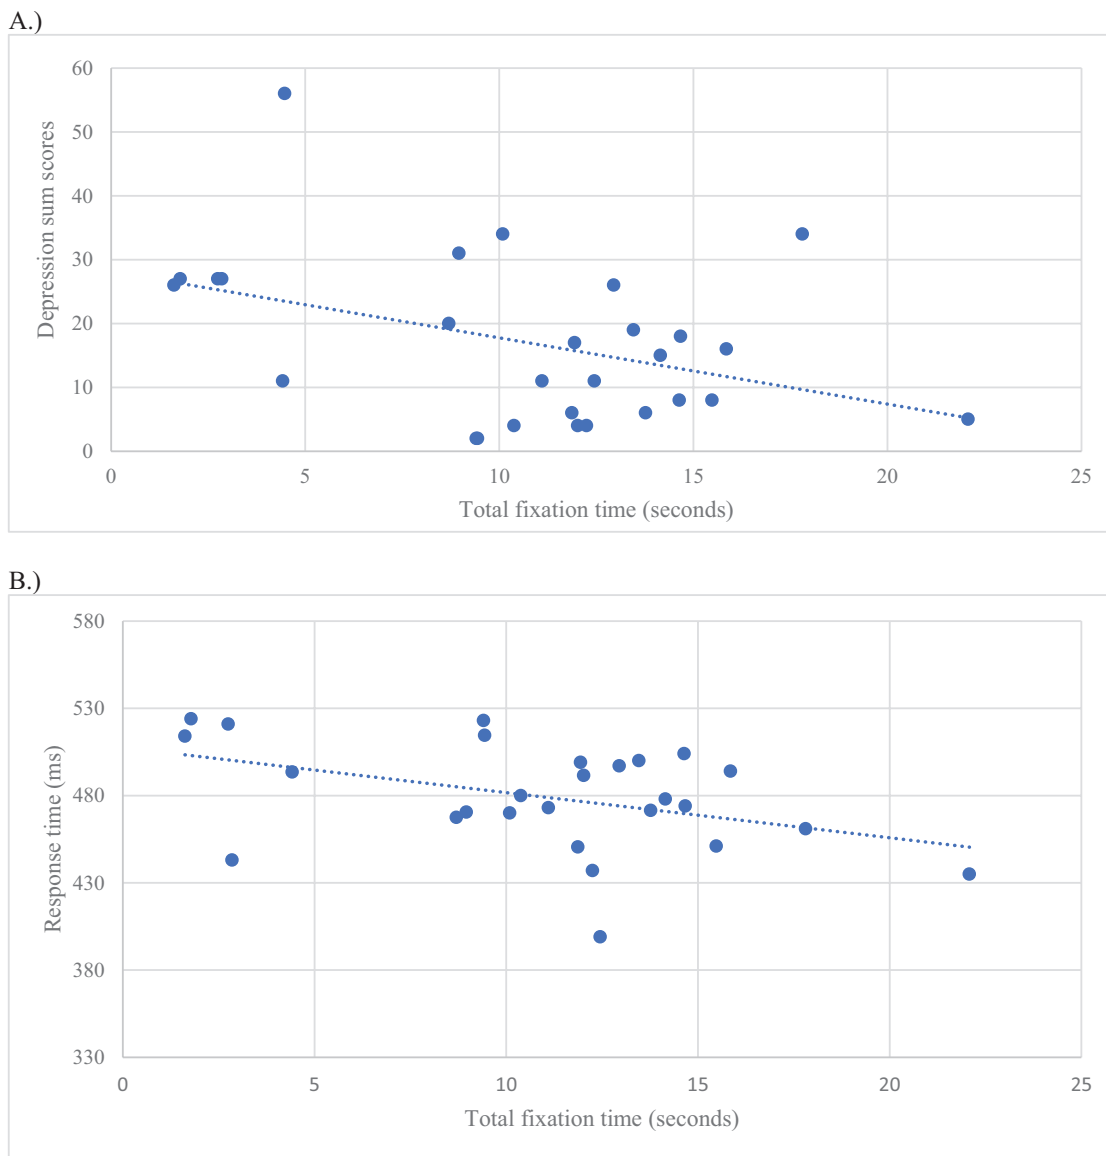 A.)
60
50
40
30
20
10
0
Depression sum scores
0 5 10 15 20 25
Total fixation time (seconds)
B.)
580
530
480
430
380
330
Response time (ms)
0 5 10 15 20 25
Total fixation time (seconds)